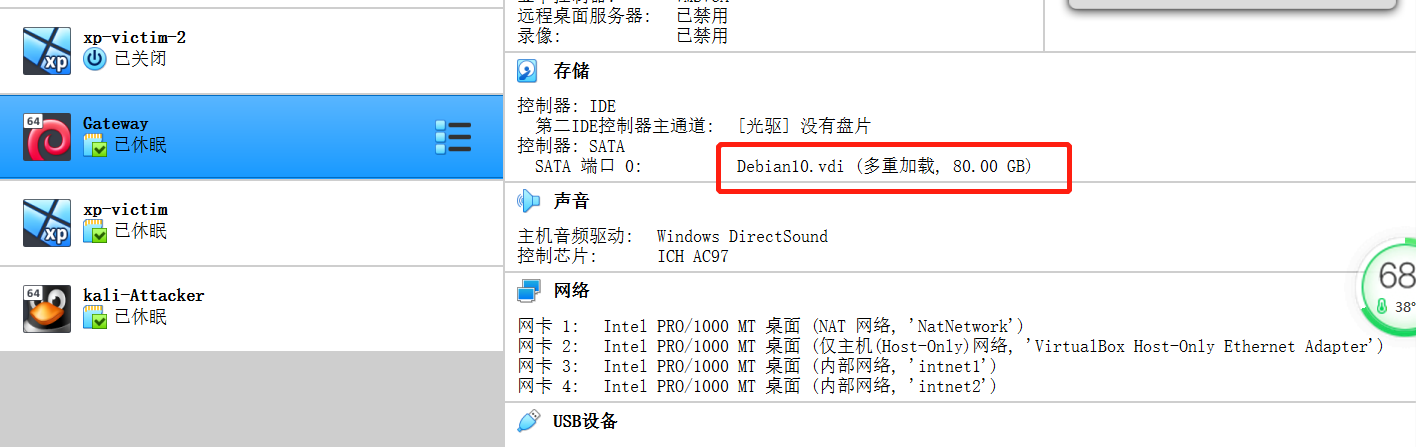 xp-victim-2
已关闭
64
Gateway
已休眠
xp-victim
已休眠
64
kali-Attacker
已休眠
xp
xp
远程桌面服务器: 已禁用
录像: 已禁用
存储
控制器: IDE
第二IDE控制器主通道: [光驱] 没有盘片
控制器: SATA
SATA 端口 0: Debian10.vdi (多重加载, 80.00 GB)
声音
主机音频驱动: Windows DirectSound
控制芯片: ICH AC97
网络
网卡 1: Intel PRO/1000 MT 桌面 (NAT 网络, 'NatNetwork')
网卡 2: Intel PRO/1000 MT 桌面 (仅主机(Host-Only)网络, 'VirtualBox Host-Only Ethernet Adapter')
网卡 3: Intel PRO/1000 MT 桌面 (内部网络, 'intnet1')
网卡 4: Intel PRO/1000 MT 桌面 (内部网络, 'intnet2')
USB设备
68
38°